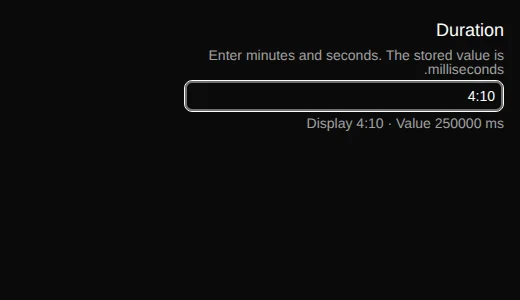 Duration
Enter minutes and seconds. The stored value is
milliseconds.
4:10
Display 4:10 · Value 250000 ms